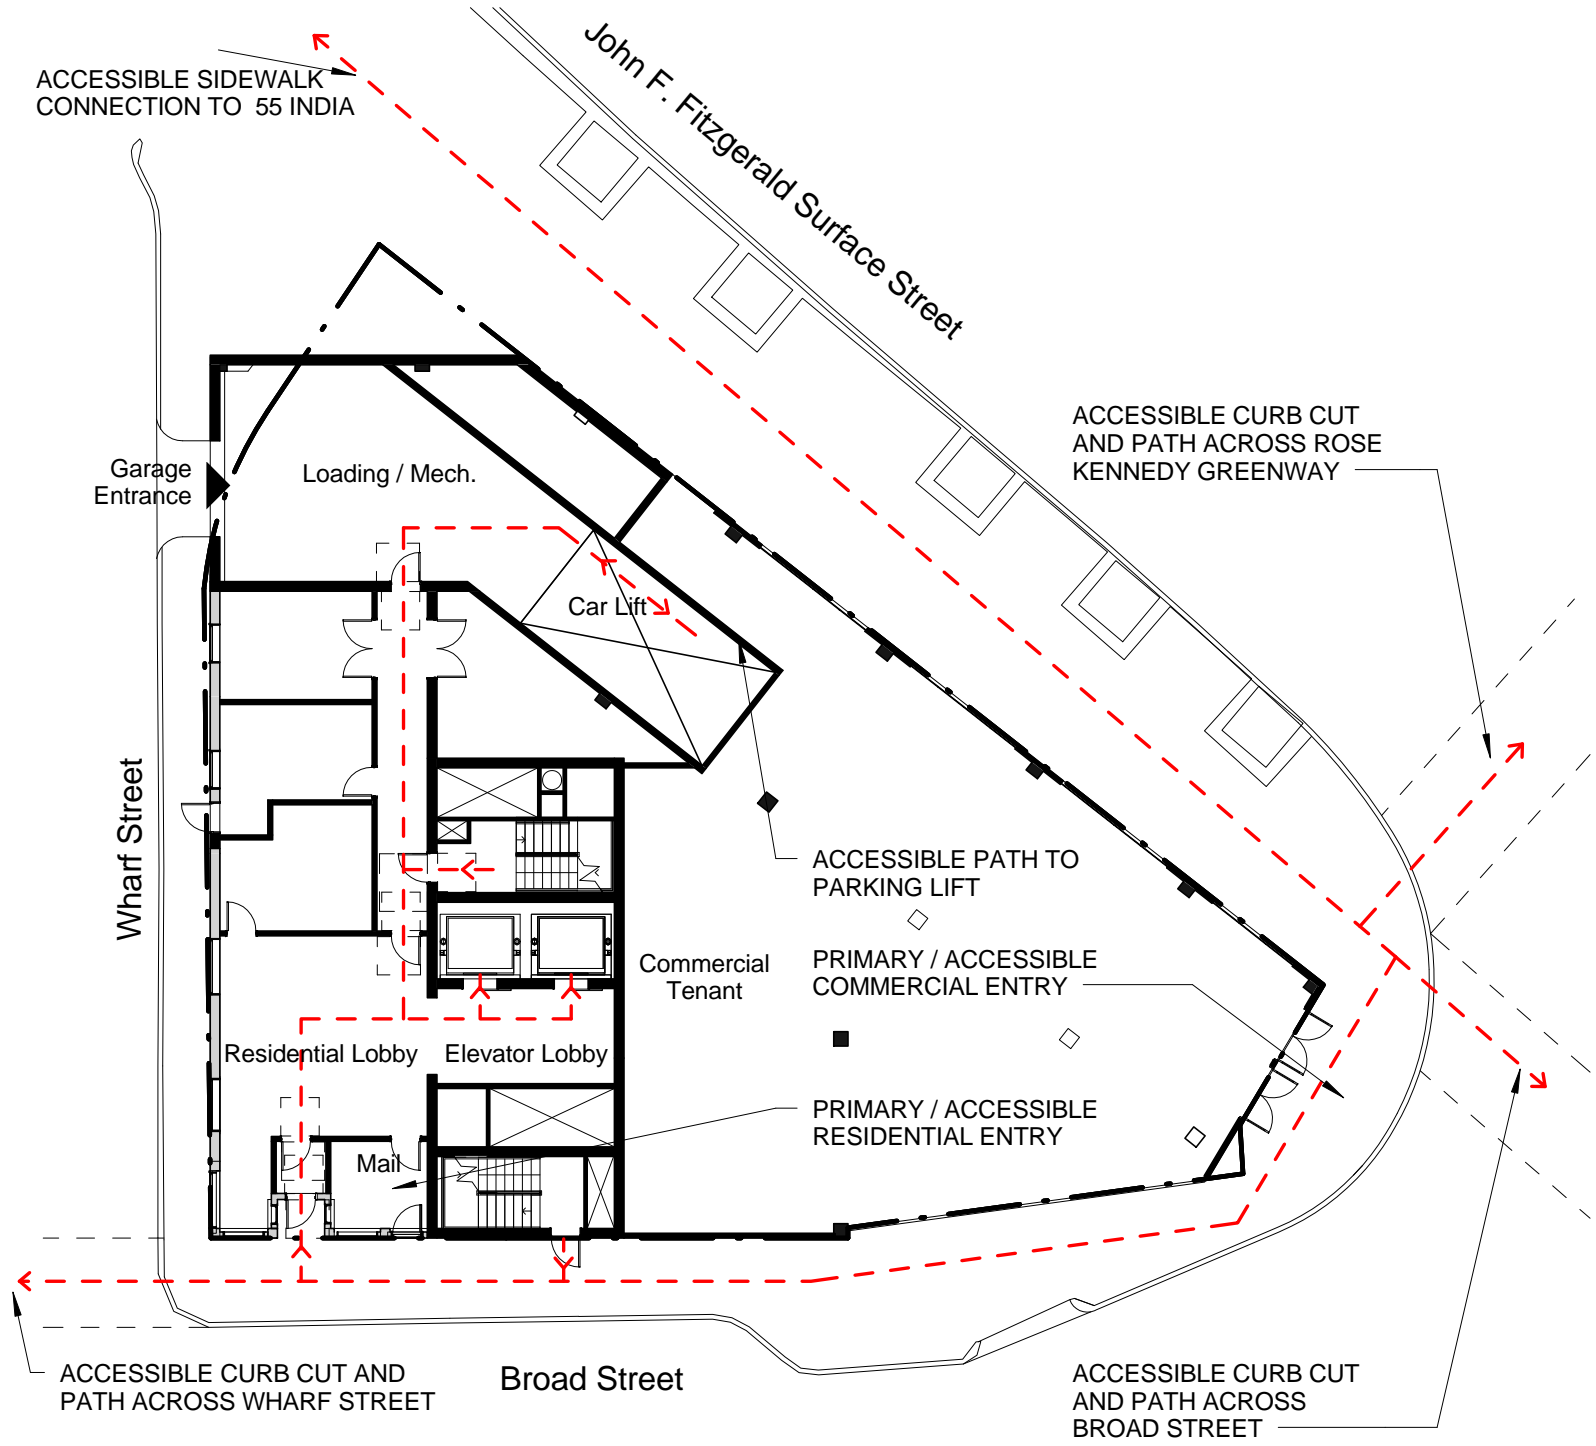 John F. Fitzgerald Surface Street
ACCESSIBLE SIDEWALK
CONNECTION TO 55 INDIA
ACCESSIBLE CURB CUT
AND PATH ACROSS ROSE
KENNEDY GREENWAY
Garage
Entrance
Loading / Mech.
Car Lift
Wharf Street
ACCESSIBLE PATH TO
PARKING LIFT
Commercial
Tenant
PRIMARY / ACCESSIBLE
COMMERCIAL ENTRY
Residential Lobby
Elevator Lobby
PRIMARY / ACCESSIBLE
RESIDENTIAL ENTRY
Mail
ACCESSIBLE CURB CUT AND
PATH ACROSS WHARF STREET
Broad Street
ACCESSIBLE CURB CUT
AND PATH ACROSS
BROAD STREET